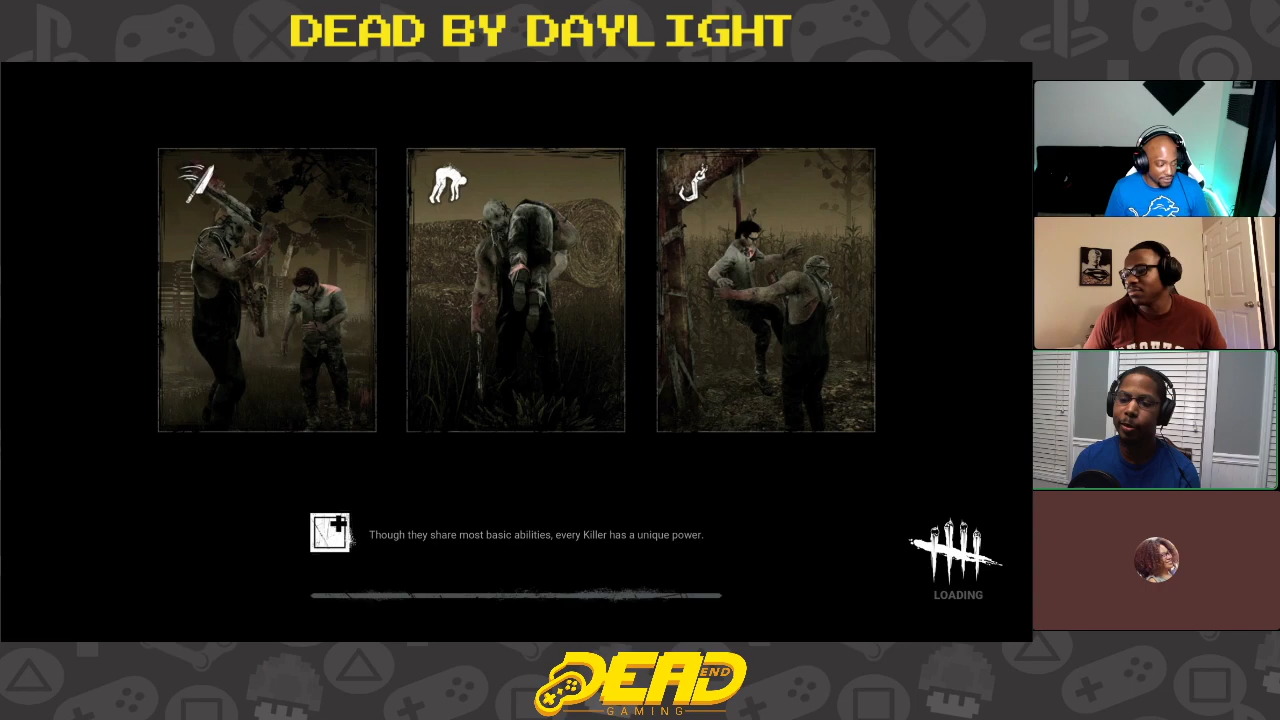 DEAD BY DAYLIGHT
Though they share most basic abilities, every Killer has a unique power.
LOADING
DEAD
END
GAMING